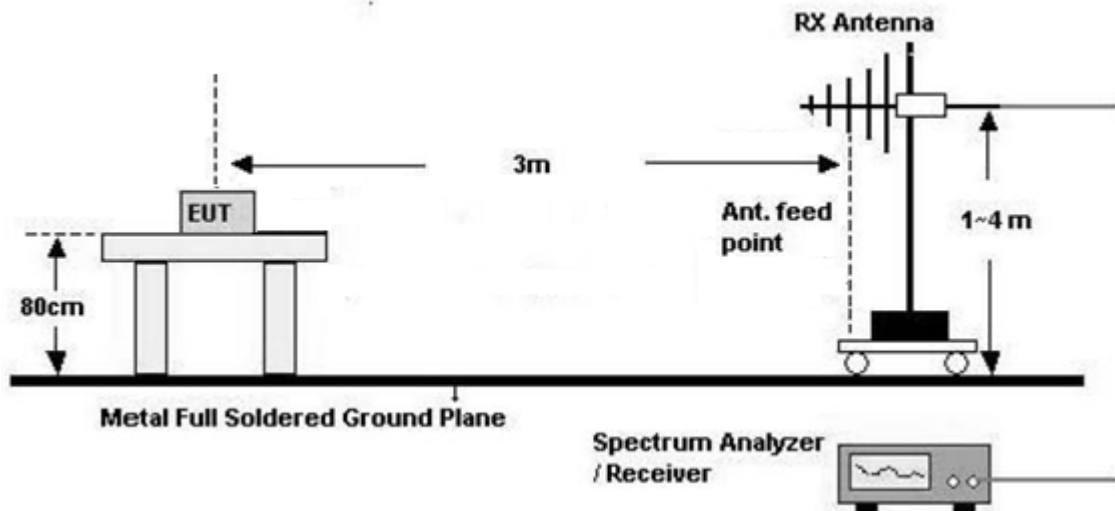 RX Antenna
3m
EUT
Ant. feed
point
1~4 m
80cm
Metal Full Soldered Ground Plane
Spectrum Analyzer
/ Receiver